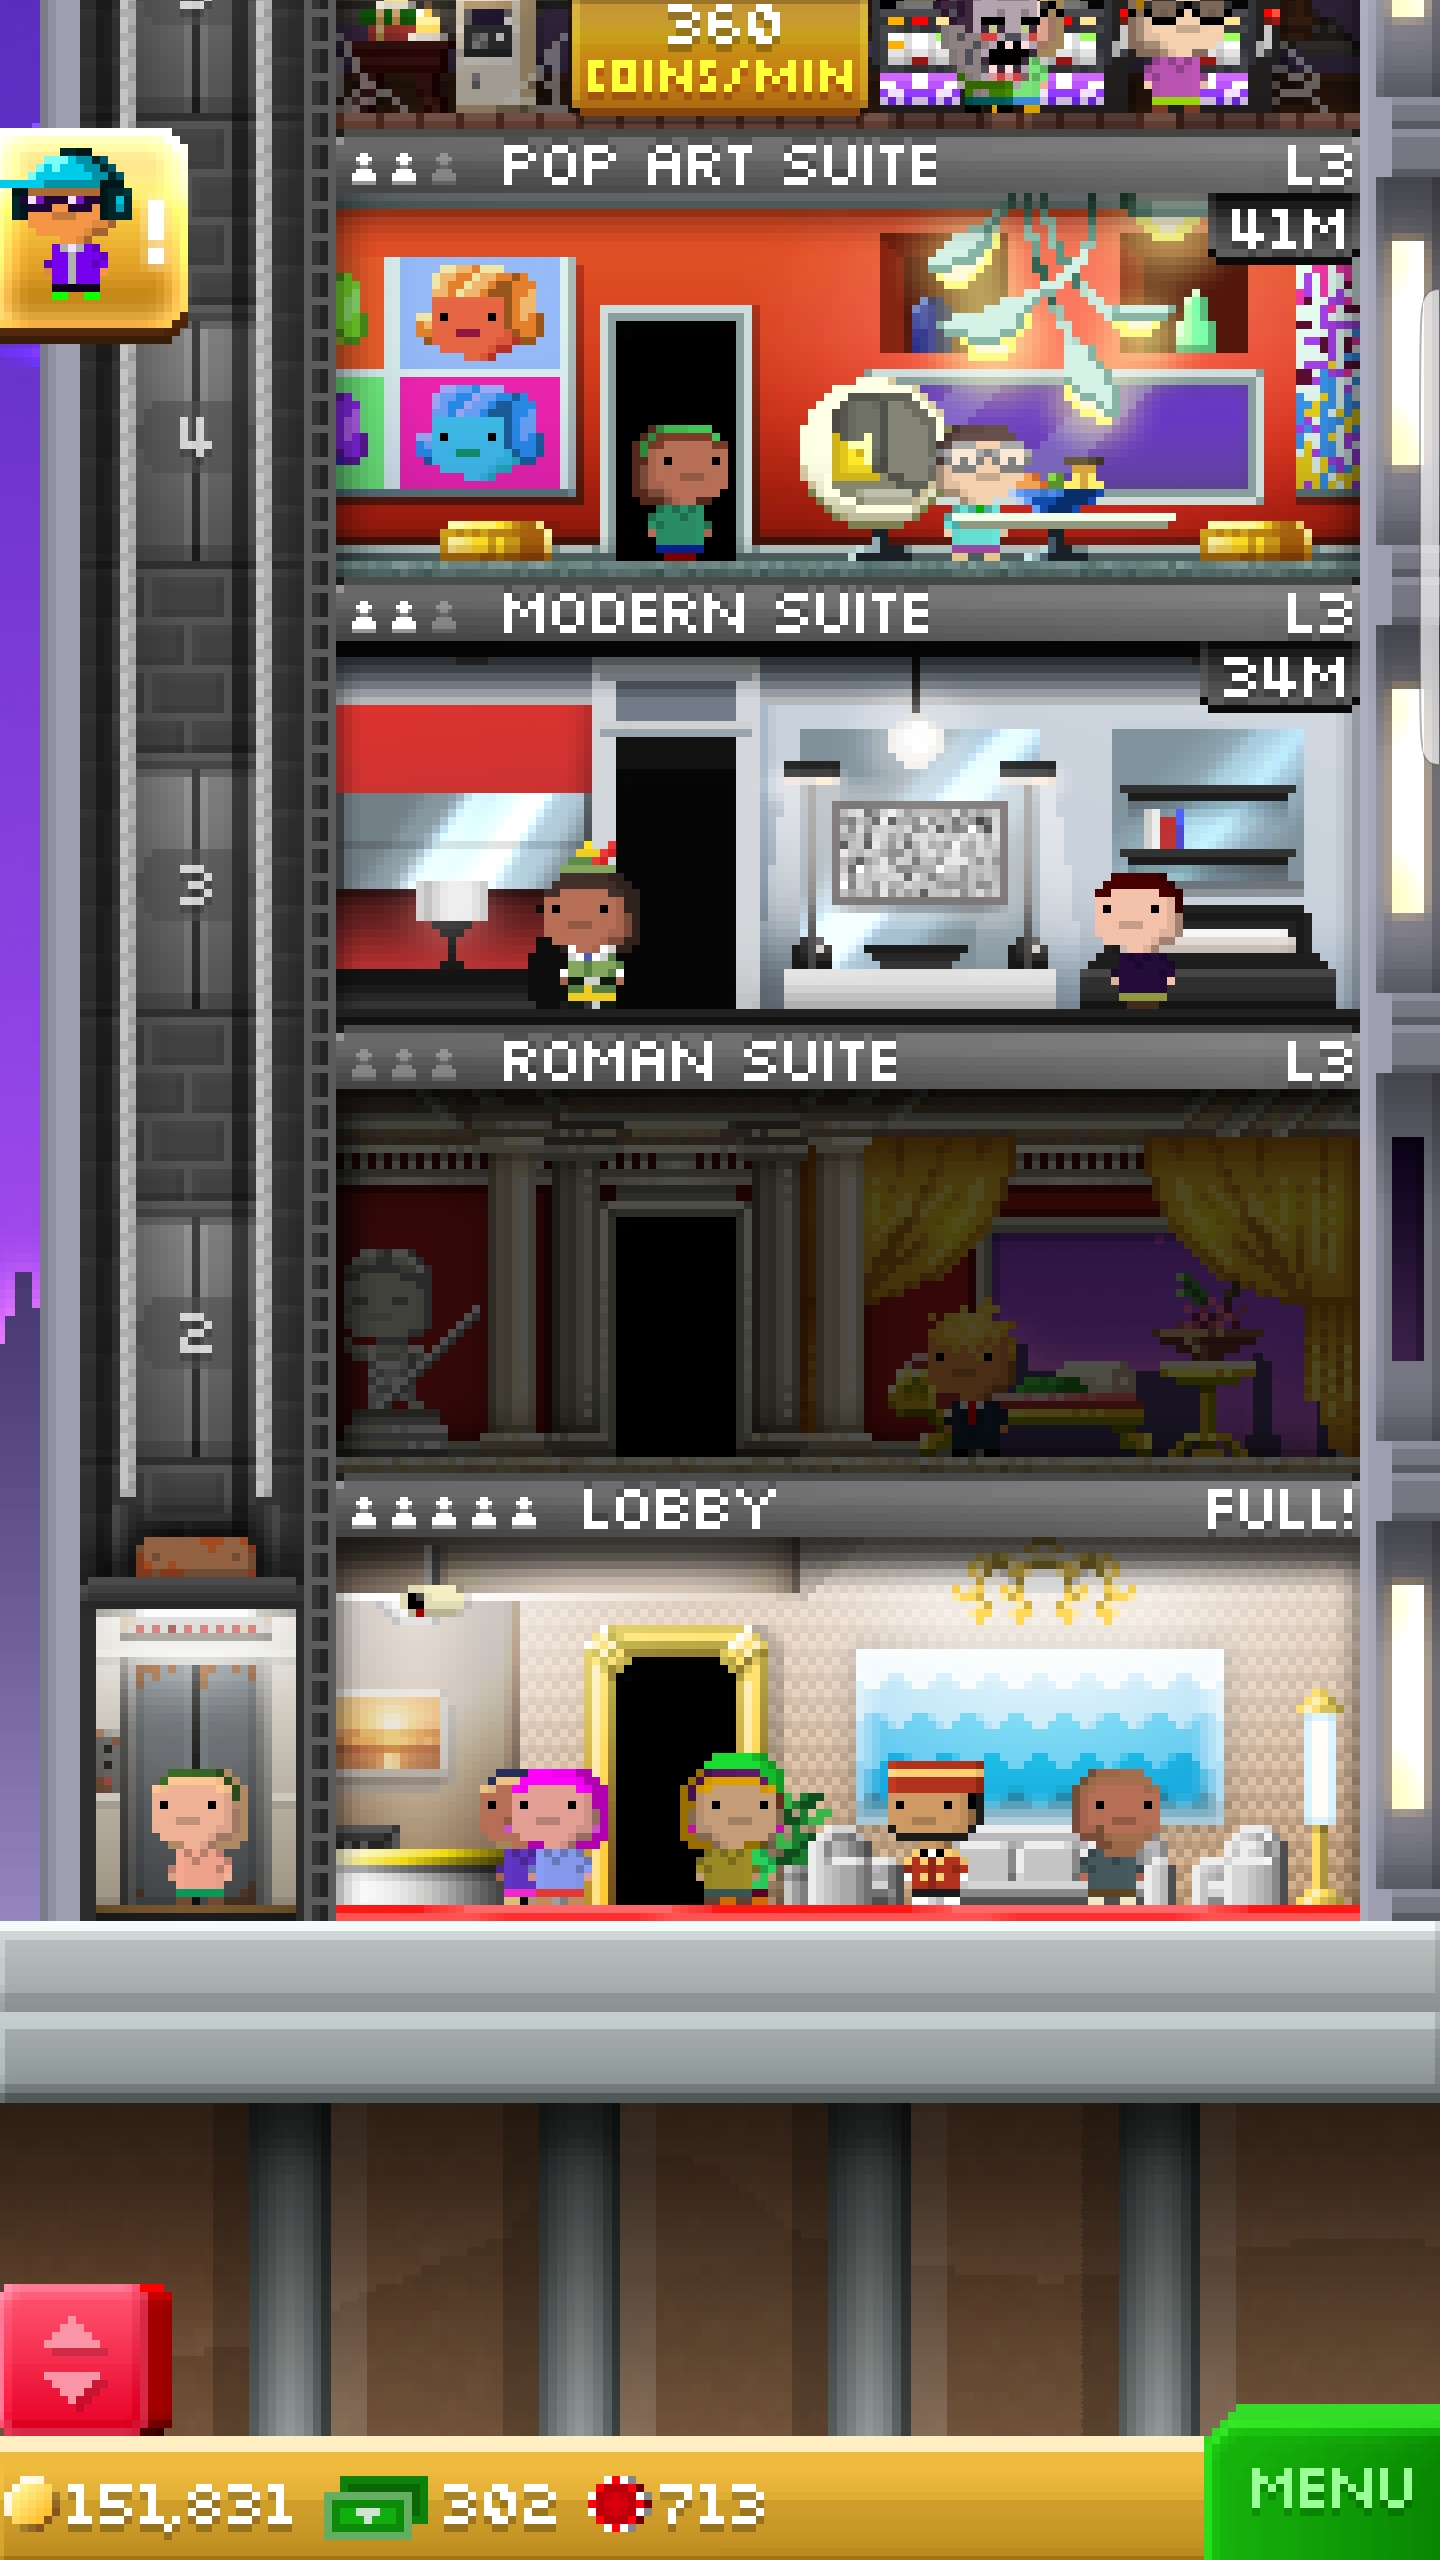 360
COINS/MIN
POP ART SUITE L3
41M
!
4
MODERN SUITE L3
34M
3
ROMAN SUITE L3
2
LOBBY FULL!
151,831 302 713
MENU